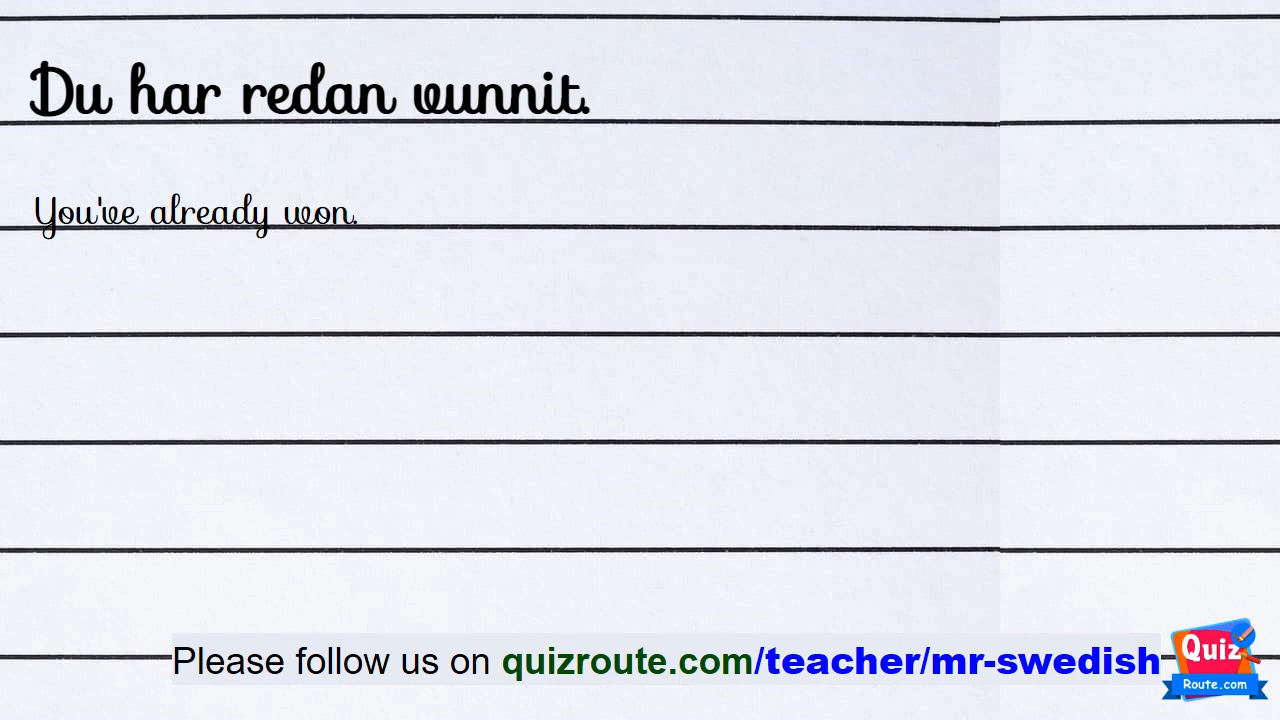 Du har redan vunnit.
You've already won.
Please follow us on quizroute.com/teacher/mr-swedish
Quiz
Route.com